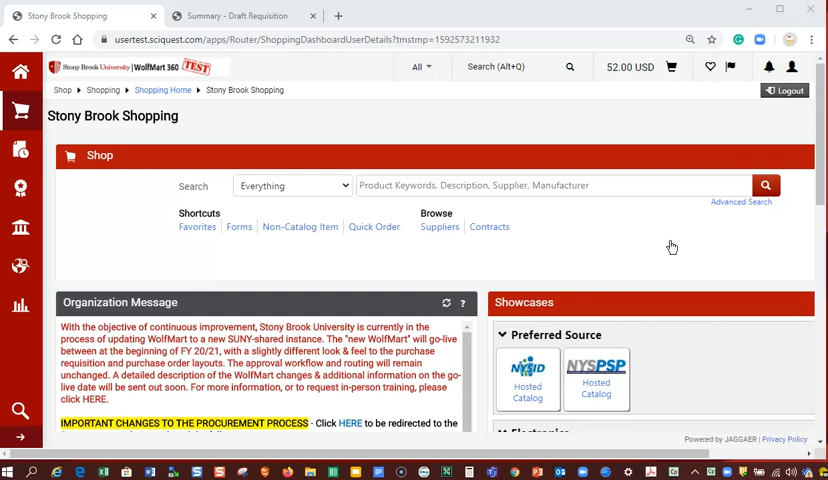 Stony Brook Shopping
Summary - Draft Requisition
usertest.sciquest.com/apps/Router/ShoppingDashboardUserDetails?tmstmp=1592573211932
Stony Brook University WolfMart 360 TEST
All
Search (Alt+Q)
52.00 USD
Shop Shopping Shopping Home Stony Brook Shopping
Logout
Stony Brook Shopping
Shop
Search
Everything
Product Keywords, Description, Supplier, Manufacturer
Advanced Search
Shortcuts
Favorites Forms Non-Catalog Item Quick Order
Browse
Suppliers Contracts
Organization Message
?
With the objective of continuous improvement, Stony Brook University is currently in the
process of updating WolfMart to a new SUNY-shared instance. The "new WolfMart" will go-live
between at the beginning of FY 20/21, with a slightly different look & feel to the purchase
requisition and purchase order layouts. The approval workflow and routing will remain
unchanged. A detailed description of the WolfMart changes & additional information on the go-
live date will be sent out soon. For more information, or to request in-person training, please
click HERE.
IMPORTANT CHANGES TO THE PROCUREMENT PROCESS - Click HERE to be redirected to the
Showcases
Preferred Source
NYSID
Hosted
Catalog
NYSPSP
Hosted
Catalog
Electronics
Powered by JAGGAER | Privacy Policy